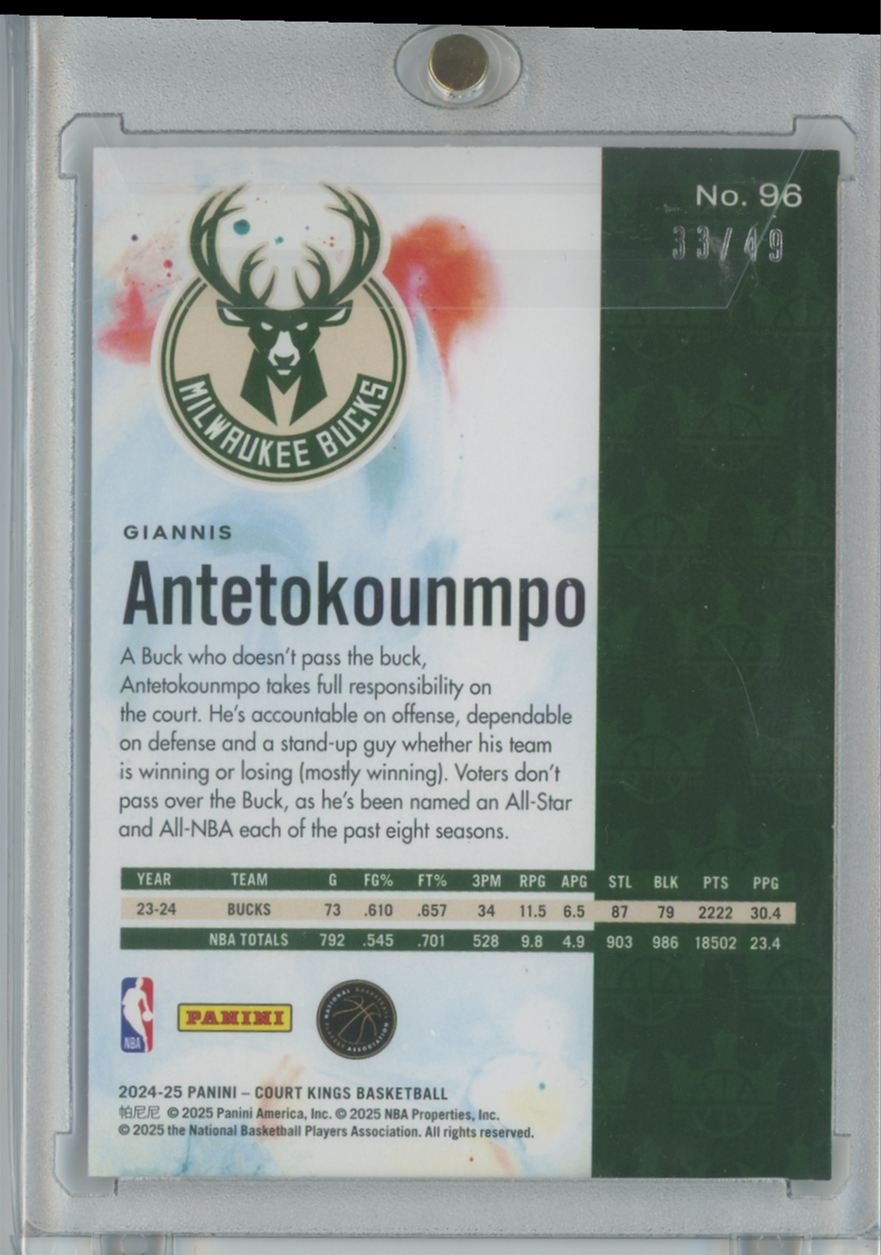 No. 96
33/49
MILWAUKEE BUCKS
GIANNIS
Antetokounmpo
A Buck who doesn't pass the buck,
Antetokounmpo takes full responsibility on
the court. He's accountable on offense, dependable
on defense and a stand-up guy whether his team
is winning or losing (mostly winning). Voters don't
pass over the Buck, as he's been named an All-Star
and All-NBA each of the past eight seasons.
YEAR TEAM G FG% FT% 3PM RPG APG STL BLK PTS PPG
23-24 BUCKS 73 .610 .657 34 11.5 6.5 87 79 2222 30.4
NBA TOTALS 792 .545 .701 528 9.8 4.9 903 986 18502 23.4
NBA
PANINI
NATIONAL BASKETBALL PLAYERS ASSOCIATION
2024-25 PANINI – COURT KINGS BASKETBALL
帕尼尼 © 2025 Panini America, Inc. © 2025 NBA Properties, Inc.
© 2025 the National Basketball Players Association. All rights reserved.